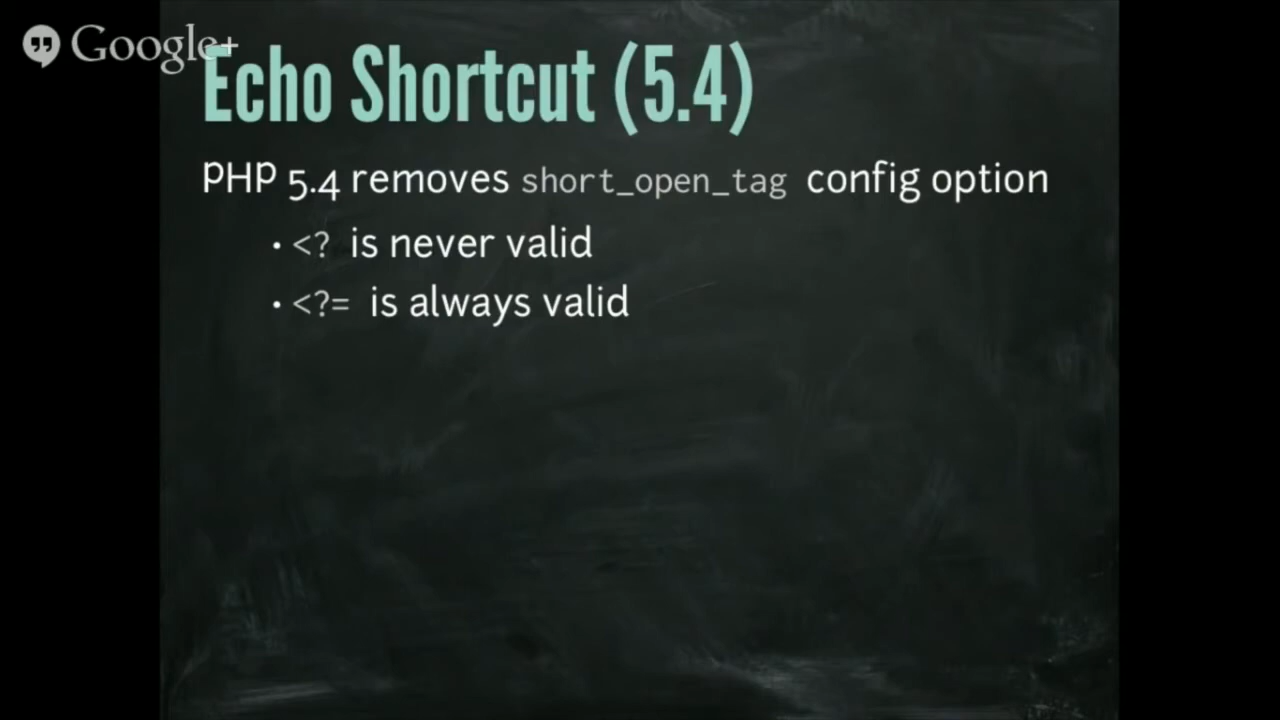 Google+
Echo Shortcut (5.4)
PHP 5.4 removes short_open_tag config option
• <? is never valid
• <?= is always valid